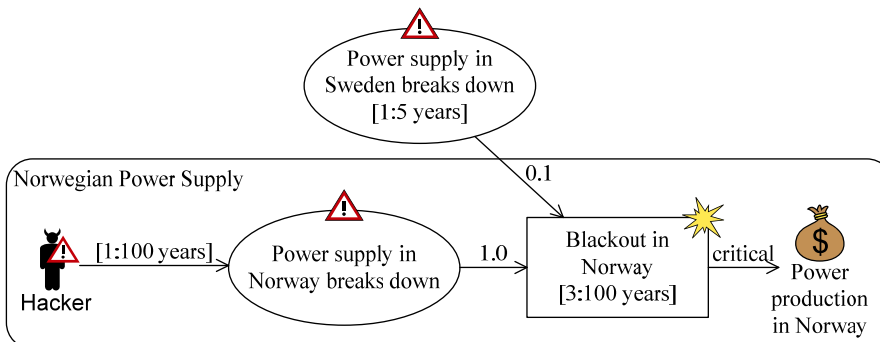 Power supply in
Sweden breaks down
[1:5 years]
Norwegian Power Supply
0.1
Hacker
[1:100 years]
Power supply in
Norway breaks down
1.0
Blackout in
Norway
[3:100 years]
critical
$
Power
production
in Norway